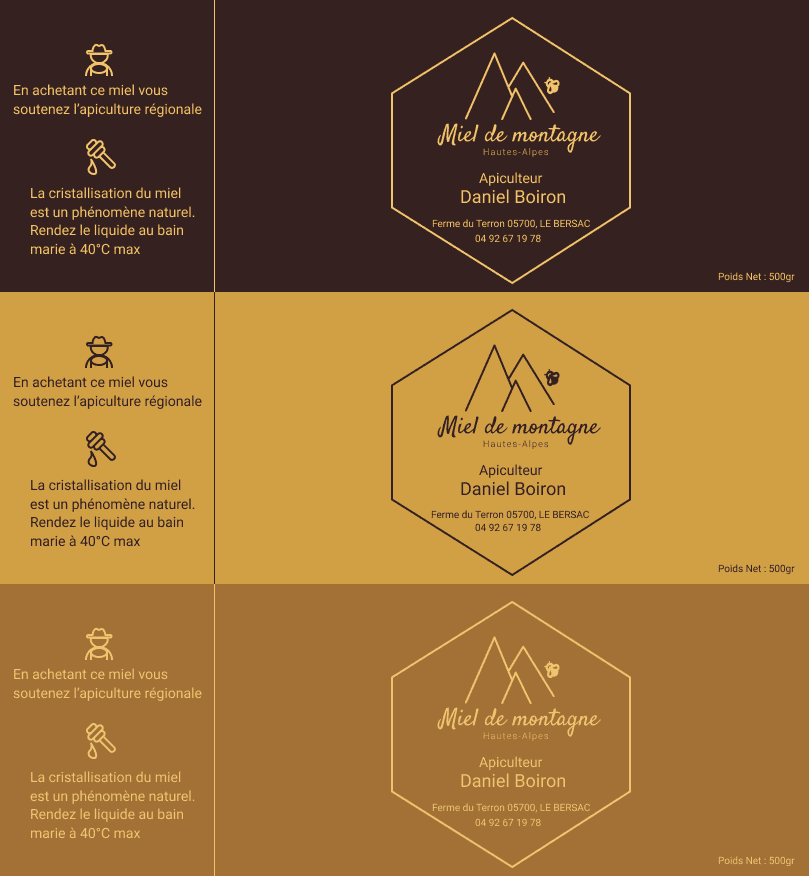 En achetant ce miel vous
soutenez l'apiculture régionale
La cristallisation du miel
est un phénomène naturel.
Rendez le liquide au bain
marie à 40°C max
Miel de montagne
Hautes-Alpes
Apiculteur
Daniel Boiron
Ferme du Terron 05700, LE BERSAC
04 92 67 19 78
Poids Net : 500gr
En achetant ce miel vous
soutenez l'apiculture régionale
La cristallisation du miel
est un phénomène naturel.
Rendez le liquide au bain
marie à 40°C max
Miel de montagne
Hautes-Alpes
Apiculteur
Daniel Boiron
Ferme du Terron 05700, LE BERSAC
04 92 67 19 78
Poids Net : 500gr
En achetant ce miel vous
soutenez l'apiculture régionale
La cristallisation du miel
est un phénomène naturel.
Rendez le liquide au bain
marie à 40°C max
Miel de montagne
Hautes-Alpes
Apiculteur
Daniel Boiron
Ferme du Terron 05700, LE BERSAC
04 92 67 19 78
Poids Net : 500gr